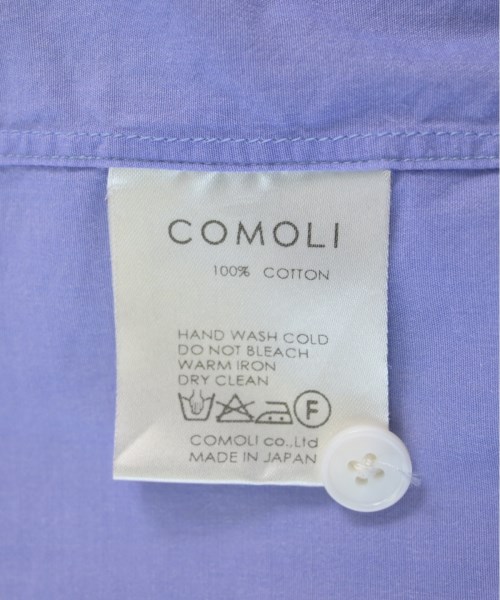 COMOLI
100% COTTON
HAND WASH COLD
DO NOT BLEACH
WARM IRON
DRY CLEAN
F
COMOLI co.,Ltd
MADE IN JAPAN